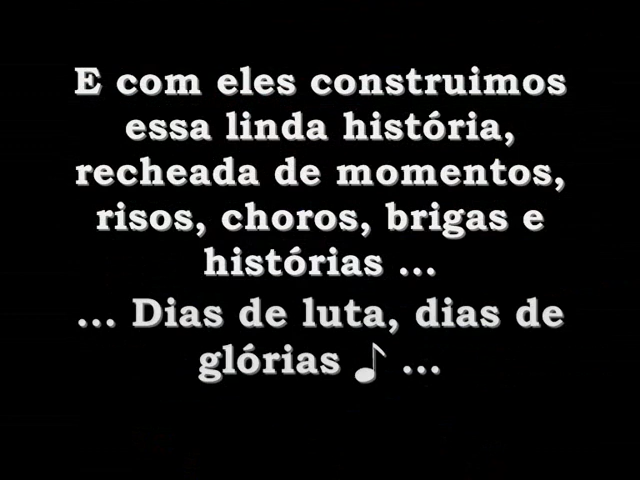 E com eles construimos
essa linda história,
recheada de momentos,
risos, choros, brigas e
histórias ...
... Dias de luta, dias de
glórias ♪ ...